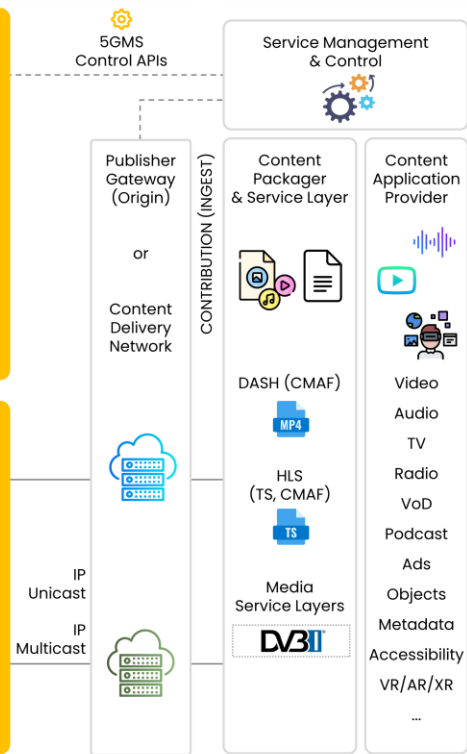 5GMS
Control APIs
Service Management
& Control
Publisher
Gateway
(Origin)
or
Content
Delivery
Network
CONTRIBUTION (INGEST)
Content
Packager
& Service Layer
DASH (CMAF)
MP4
HLS
(TS, CMAF)
TS
Media
Service Layers
DVB I
Content
Application
Provider
Video
Audio
TV
Radio
VoD
Podcast
Ads
Objects
Metadata
Accessibility
VR/AR/XR
...
IP
Unicast
IP
Multicast